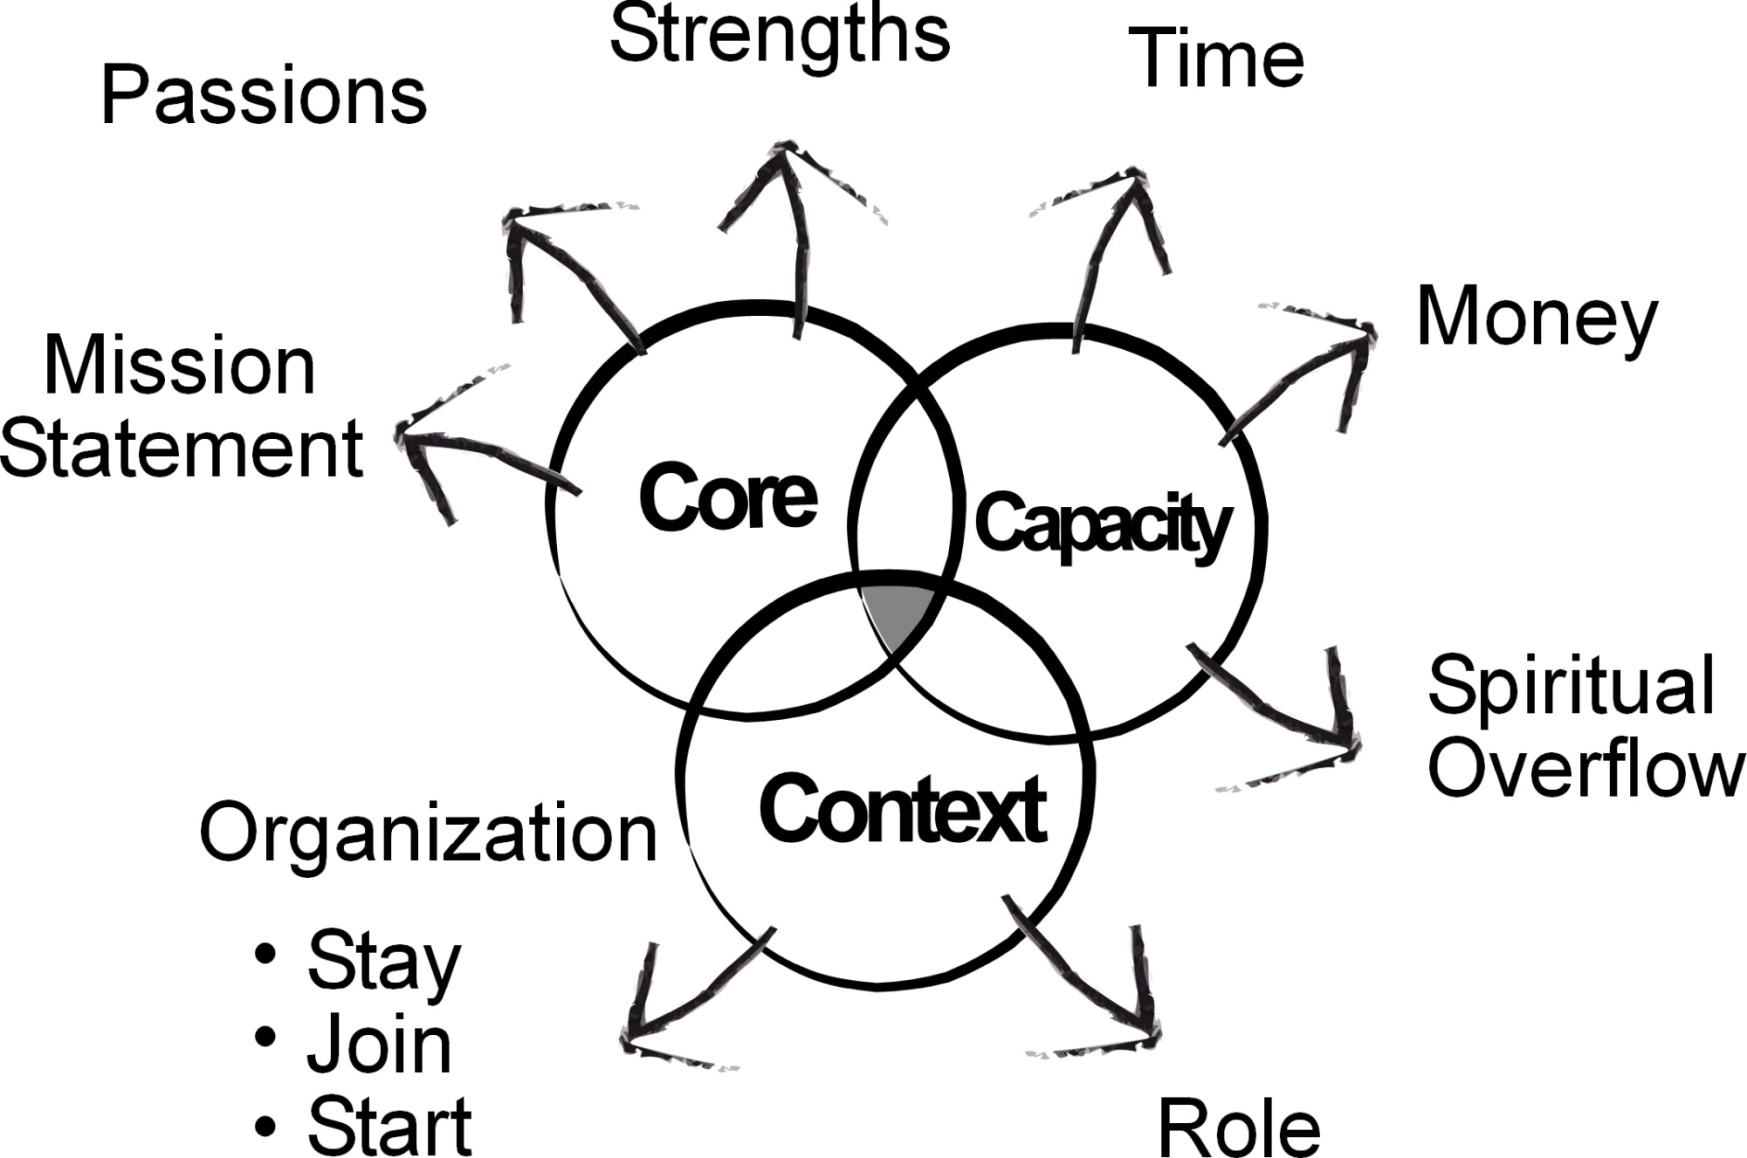 Strengths
Time
Passions
Money
Mission
Statement
Core
Capacity
Spiritual
Overflow
Context
Organization
• Stay
• Join
• Start
Role